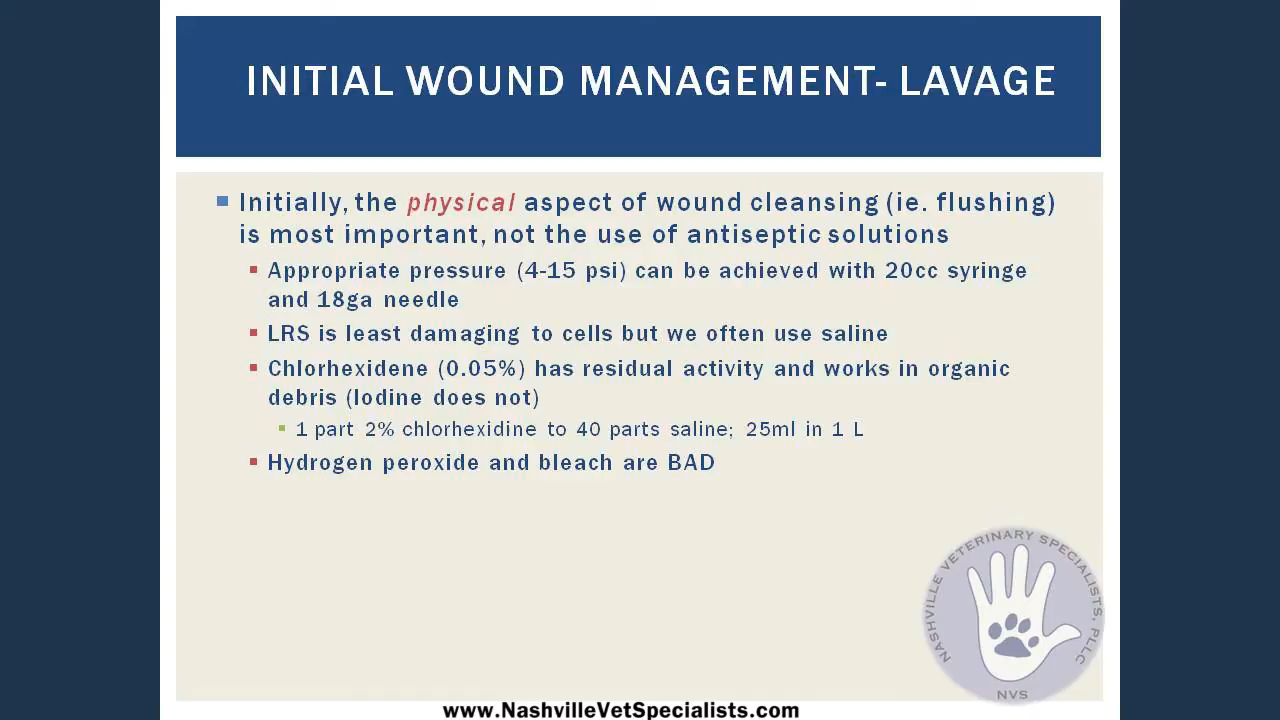 INITIAL WOUND MANAGEMENT- LAVAGE
Initially, the physical aspect of wound cleansing (ie. flushing)
is most important, not the use of antiseptic solutions
Appropriate pressure (4-15 psi) can be achieved with 20cc syringe
and 18ga needle
LRS is least damaging to cells but we often use saline
Chlorhexidene (0.05%) has residual activity and works in organic
debris (Iodine does not)
1 part 2% chlorhexidine to 40 parts saline; 25ml in 1 L
Hydrogen peroxide and bleach are BAD
NASHVILLE VETERINARY SPECIALISTS, PLLC
NVS
www.NashvilleVetSpecialists.com